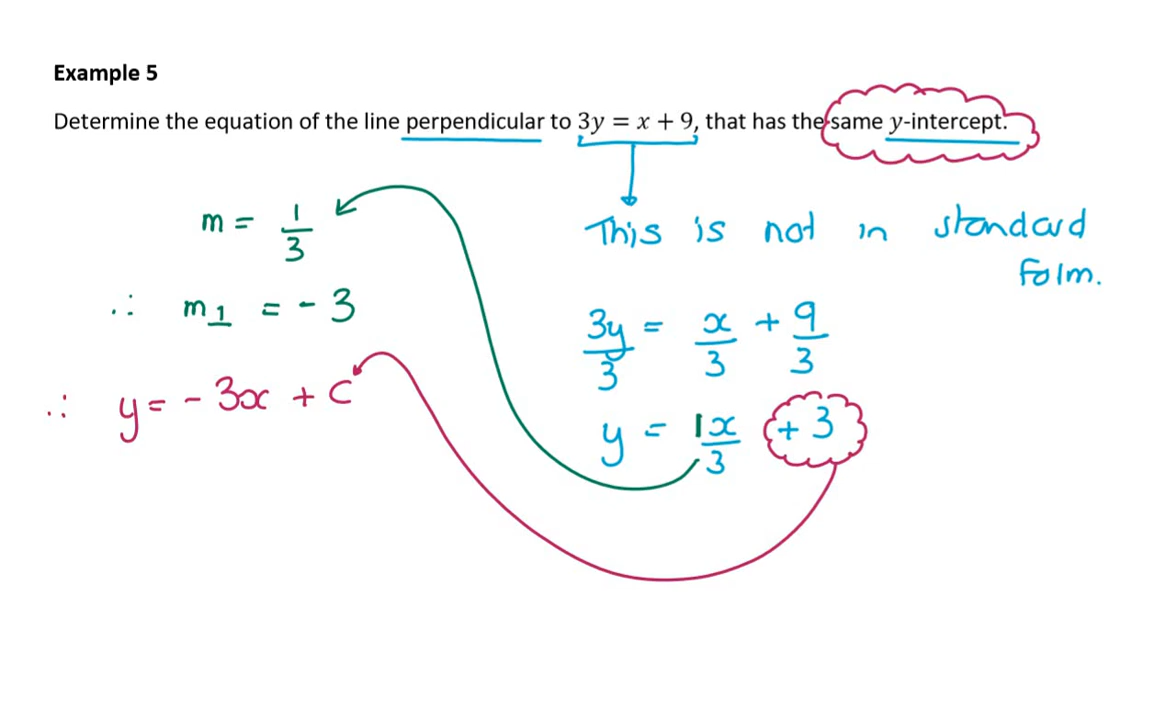 Example 5
Determine the equation of the line perpendicular to 3y = x + 9, that has the same y-intercept.
m = 1/3
This is not in standard
form.
∴ m⊥ = -3
3y/3 = x/3 + 9/3
∴ y = -3x + c
y = 1x/3 + 3